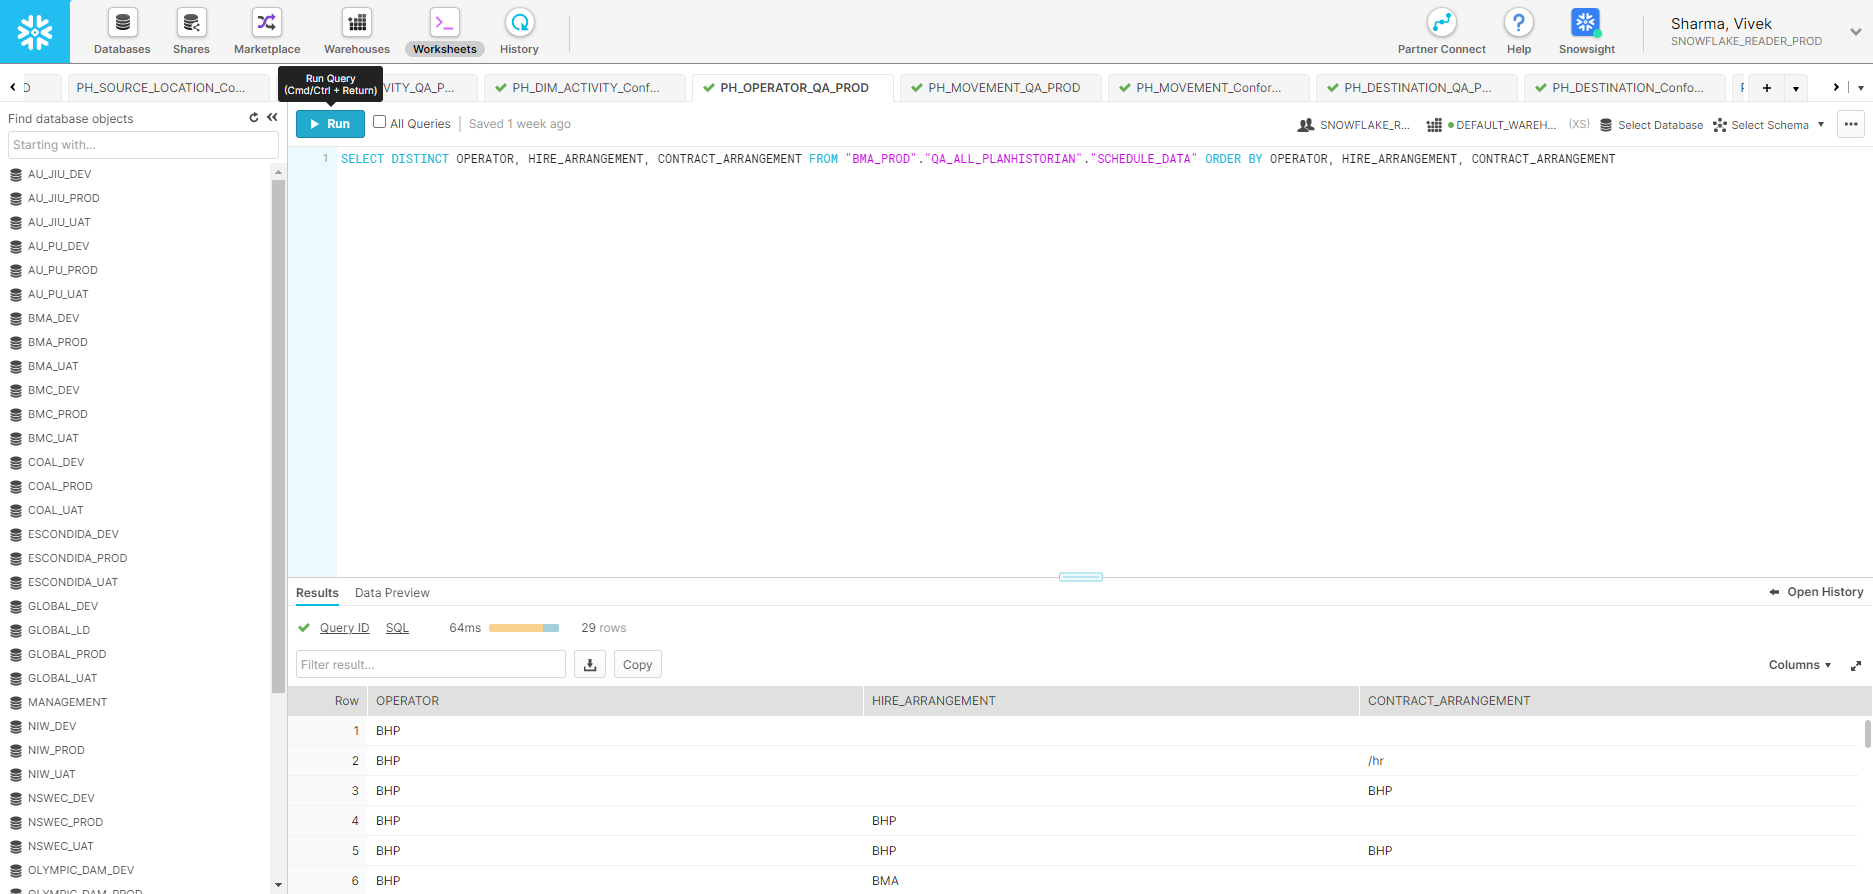 Databases
Shares
Marketplace
Warehouses
Worksheets
History
Partner Connect
Help
Snowsight
Sharma, Vivek
SNOWFLAKE_READER_PROD
PH_SOURCE_LOCATION_Co...
Run Query
(Cmd/Ctrl + Return)
VITY_QA_P...
PH_DIM_ACTIVITY_Conf...
PH_OPERATOR_QA_PROD
PH_MOVEMENT_QA_PROD
PH_MOVEMENT_Confor...
PH_DESTINATION_QA_P...
PH_DESTINATION_Confo...
Find database objects
Starting with...
Run
All Queries
Saved 1 week ago
SNOWFLAKE_R...
DEFAULT_WAREH...
(XS)
Select Database
Select Schema
1 SELECT DISTINCT OPERATOR, HIRE_ARRANGEMENT, CONTRACT_ARRANGEMENT FROM "BMA_PROD"."QA_ALL_PLANHISTORIAN"."SCHEDULE_DATA" ORDER BY OPERATOR, HIRE_ARRANGEMENT, CONTRACT_ARRANGEMENT
AU_JIU_DEV
AU_JIU_PROD
AU_JIU_UAT
AU_PU_DEV
AU_PU_PROD
AU_PU_UAT
BMA_DEV
BMA_PROD
BMA_UAT
BMC_DEV
BMC_PROD
BMC_UAT
COAL_DEV
COAL_PROD
COAL_UAT
ESCONDIDA_DEV
ESCONDIDA_PROD
ESCONDIDA_UAT
GLOBAL_DEV
GLOBAL_LD
GLOBAL_PROD
GLOBAL_UAT
MANAGEMENT
NIW_DEV
NIW_PROD
NIW_UAT
NSWEC_DEV
NSWEC_PROD
NSWEC_UAT
OLYMPIC_DAM_DEV
OLYMPIC_DAM_PROD
Results
Data Preview
Open History
Query ID
SQL
64ms
29 rows
Filter result...
Copy
Columns
Row OPERATOR HIRE_ARRANGEMENT CONTRACT_ARRANGEMENT
1 BHP
2 BHP /hr
3 BHP BHP
4 BHP BHP
5 BHP BHP BHP
6 BHP BMA